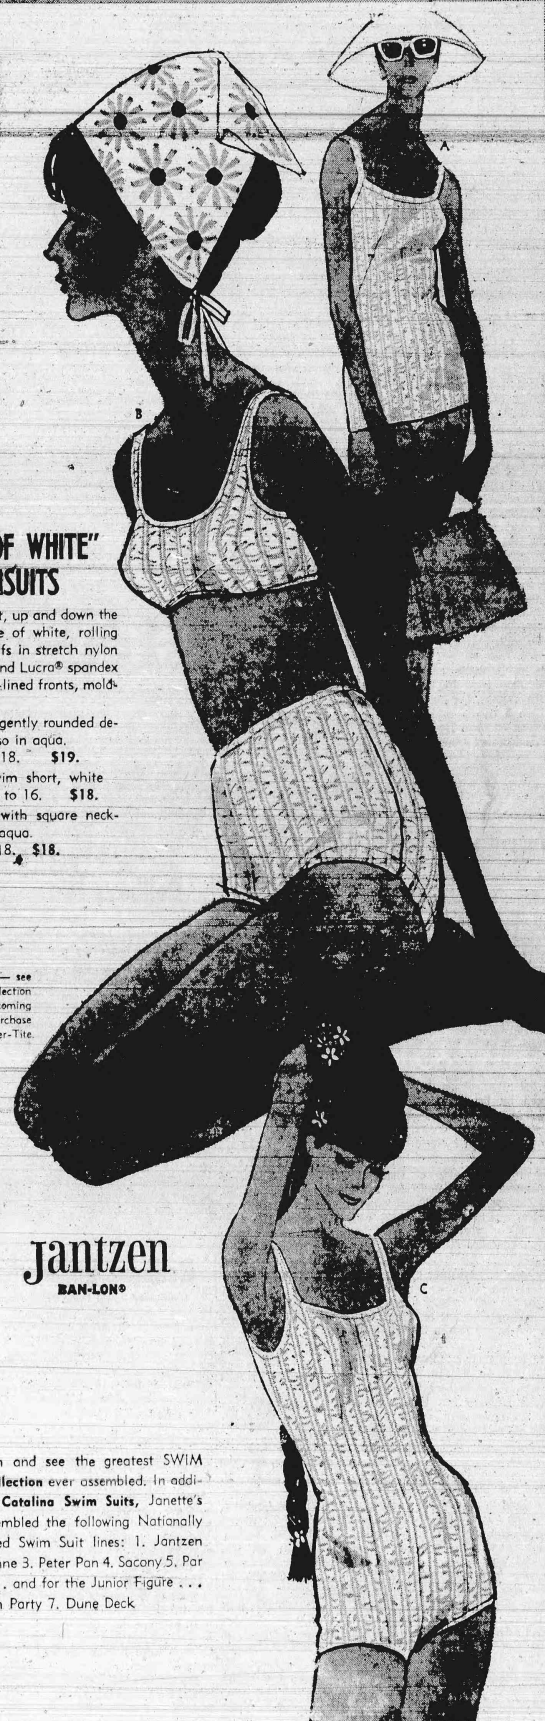 A
B
OF WHITE"
SUITS
t, up and down the
e of white, rolling
fs in stretch nylon
nd Lucra® spandex
lined fronts, mold-
gently rounded de-
so in aqua.
18. $19.
im short, white
to 16. $18.
with square neck-
aqua.
18. $18.
— see
lection
coming
rchase
er-Tite.
Jantzen
BAN-LON®
C
n and see the greatest SWIM
llection ever assembled. In addi-
Catalina Swim Suits, Janette's
embled the following Nationally
ed Swim Suit lines: 1. Jantzen
ne 3. Peter Pan 4. Sacony 5. Par
. . and for the Junior Figure . . .
n Party 7. Dune Deck